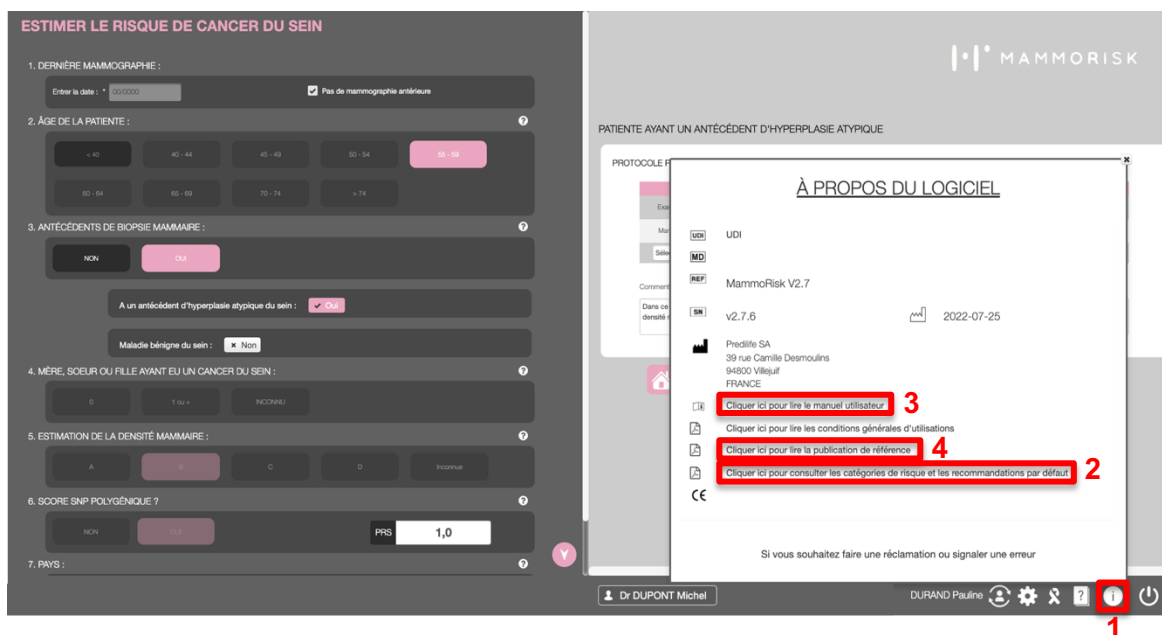 ESTIMER LE RISQUE DE CANCER DU SEIN
1. DERNIÈRE MAMMOGRAPHIE :
Entrer la date : * 00/0000
Pas de mammographie antérieure
2. ÂGE DE LA PATIENTE :
< 40
40 - 44
45 - 49
50 - 54
55 - 59
60 - 64
65 - 69
70 - 74
> 74
3. ANTÉCÉDENTS DE BIOPSIE MAMMAIRE :
NON
OUI
A un antécédent d'hyperplasie atypique du sein :
Oui
Maladie bénigne du sein :
Non
4. MÈRE, SOEUR OU FILLE AYANT EU UN CANCER DU SEIN :
0
1 ou +
INCONNU
5. ESTIMATION DE LA DENSITÉ MAMMAIRE :
A
B
C
D
Inconnue
6. SCORE SNP POLYGÉNIQUE ?
NON
OUI
PRS
1,0
7. PAYS :
MAMMORISK
PATIENTE AYANT UN ANTÉCÉDENT D'HYPERPLASIE ATYPIQUE
PROTOCOLE
Exa
Mar
Séle
Comment
Dans ce
densité
À PROPOS DU LOGICIEL
UDI
UDI
MD
REF
MammoRisk V2.7
SN
v2.7.6
2022-07-25
Predilife SA
39 rue Camille Desmoulins
94800 Villejuif
FRANCE
Cliquer ici pour lire le manuel utilisateur
3
Cliquer ici pour lire les conditions générales d'utilisations
Cliquer ici pour lire la publication de référence
4
Cliquer ici pour consulter les catégories de risque et les recommandations par défaut
2
CE
Si vous souhaitez faire une réclamation ou signaler une erreur
Dr DUPONT Michel
DURAND Pauline
?
i
1